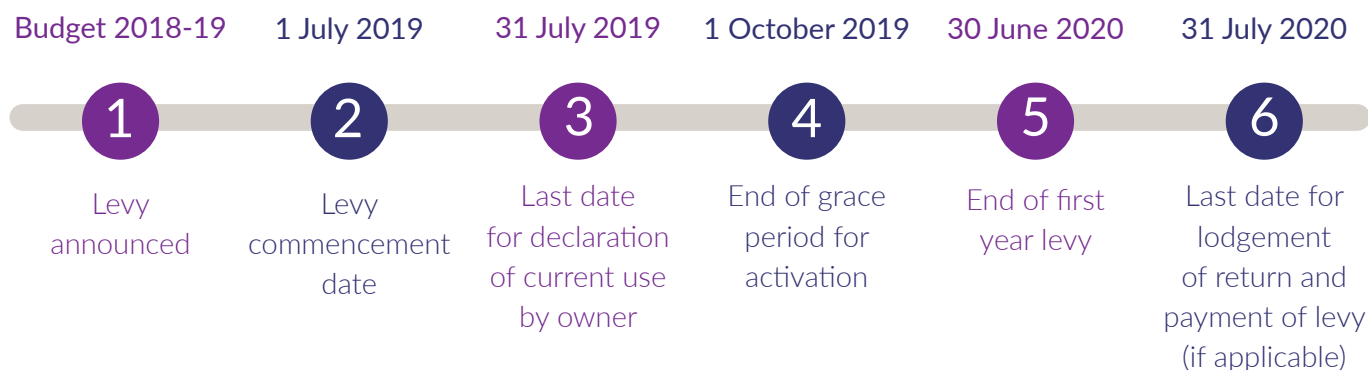 Budget 2018-19
1 July 2019
31 July 2019
1 October 2019
30 June 2020
31 July 2020
1
2
3
4
5
6
Levy
announced
Levy
commencement
date
Last date
for declaration
of current use
by owner
End of grace
period for
activation
End of first
year levy
Last date for
lodgement
of return and
payment of levy
(if applicable)